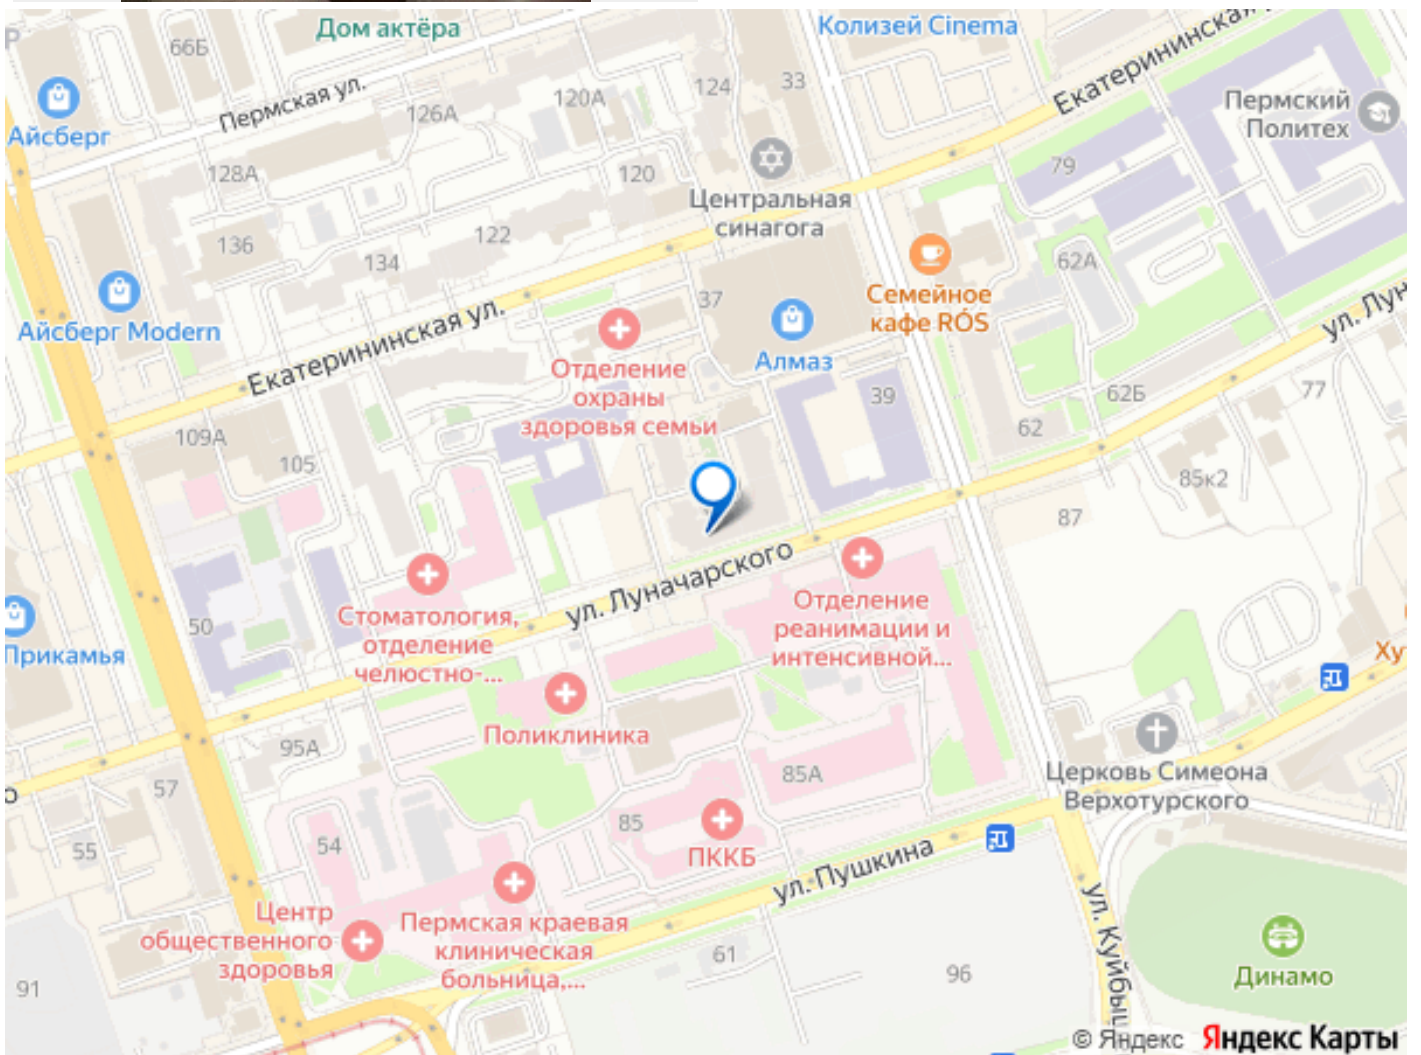 Дом актёра
Колизей Cinema
Екатерининская
66Б
Р
Айсберг
Пермская ул.
126А
120А
124
33
Пермский
Политех
79
128А
120
Центральная
синагога
136
134
122
62А
Айсберг Modern
Екатерининская ул.
37
Семейное
кафе RÓS
ул. Лун
Алмаз
Отделение
охраны
здоровья семьи
39
62Б
77
62
109А
105
85к2
87
Стоматология,
отделение
челюстно-...
ул. Луначарского
Отделение
реанимации и
интенсивной...
50
Прикамья
Ху
Поликлиника
95А
Церковь Симеона
Верхотурского
о
57
85А
55
54
85
ПККБ
ул. Пушкина
Центр
общественного
здоровья
Пермская краевая
клиническая
больница,...
61
96
ул. Куйбыш
Динамо
91
© Яндекс Яндекс Карты